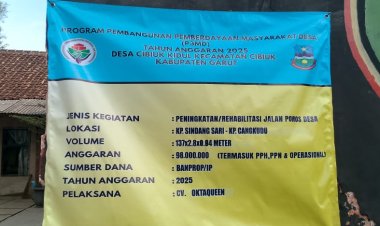 PROGRAM PEMBANGUNAN PEMBERDAYAAN MASYARAKAT DESA
(P3MD)
TAHUN ANGGARAN 2025
DESA CIBIUK KIDUL KECAMATAN CIBIUK
KABUPATEN GARUT
JENIS KEGIATAN : PENINGKATAN/REHABILITASI JALAN POROS DESA
LOKASI : KP. SINDANG SARI - KP. CANGKUDU
VOLUME : 137x2.8x0.04 METER
ANGGARAN : 98.000.000 (TERMASUK PPH,PPN & OPERASIONAL)
SUMBER DANA : BANPROP/IP
TAHUN ANGGARAN : 2025
PELAKSANA : CV. OKTAQUEEN